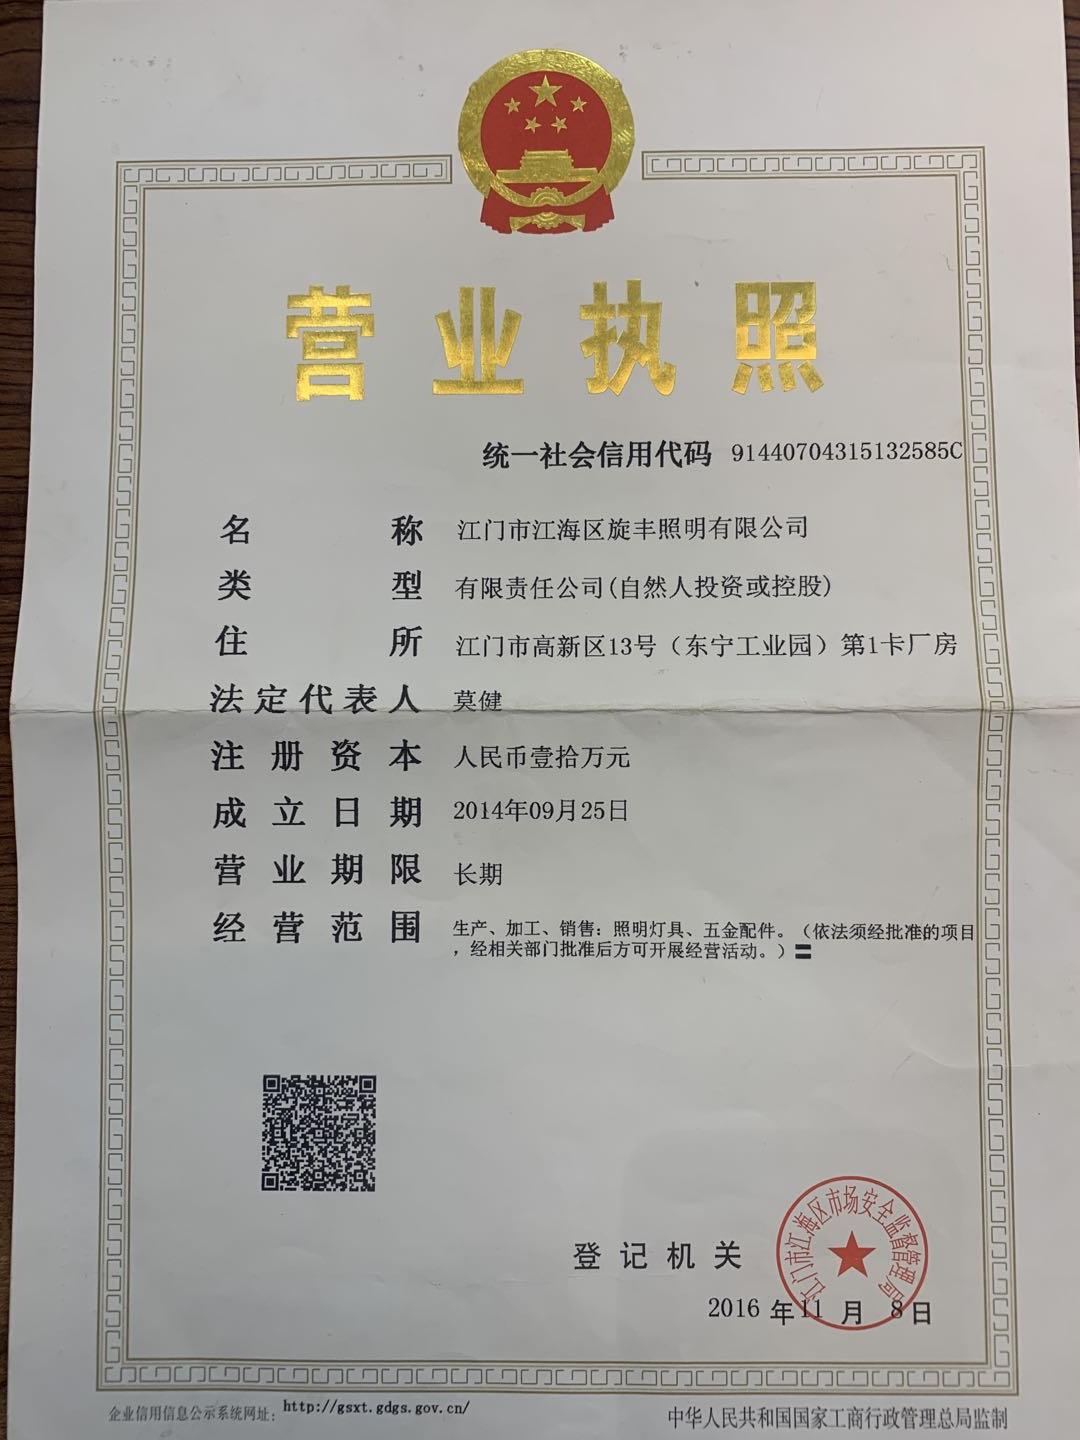 营业执照
统一社会信用代码 91440704315132585C
名称 江门市江海区旋丰照明有限公司
类型 有限责任公司(自然人投资或控股)
住所 江门市高新区13号（东宁工业园）第1卡厂房
法定代表人 莫健
注册资本 人民币壹拾万元
成立日期 2014年09月25日
营业期限 长期
经营范围 生产、加工、销售：照明灯具、五金配件。（依法须经批准的项目
，经相关部门批准后方可开展经营活动。）〓
江门市江海区市场安全监督管理局
登记机关
2016年11月8日
企业信用信息公示系统网址：http://gsxt.gdgs.gov.cn/
中华人民共和国国家工商行政管理总局监制